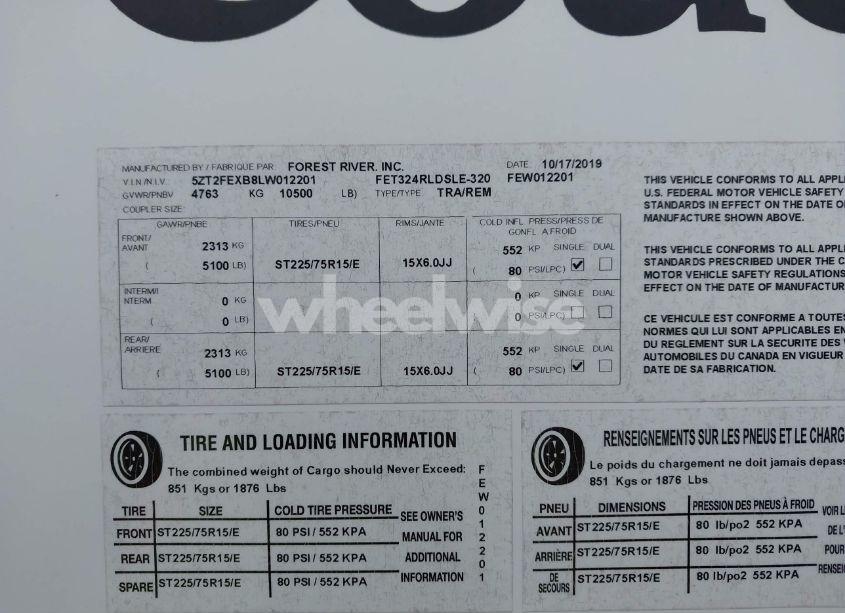 MANUFACTURED BY / FABRIQUE PAR FOREST RIVER. INC. DATE 10/17/2019
V.I.N / N.I.V. 5ZT2FEXB8LW012201 FET324RLDSLE-320 FEW012201
GVWR/PNBV 4763 KG 10500 LB) TYPE/TYPE TRA/REM
COUPLER SIZE
GAWR/PNBE TIRES/PNEU RIMS/JANTE COLD INFL PRESS/PRESS DE GONFL A FROID
FRONT/ AVANT 2313 KG 552 KP SINGLE DUAL
( 5100 LB) ST225/75R15/E 15X6.0JJ ( 80 PSI/LPC)
INTERM/I NTERM 0 KG 0 KP SINGLE DUAL
( 0 LB) 0 PSI/LPC)
wheelwise
REAR/ ARRIERE 2313 KG 552 KP SINGLE DUAL
( 5100 LB) ST225/75R15/E 15X6.0JJ ( 80 PSI/LPC)
THIS VEHICLE CONFORMS TO ALL APPL
U.S. FEDERAL MOTOR VEHICLE SAFETY
STANDARDS IN EFFECT ON THE DATE O
MANUFACTURE SHOWN ABOVE.
THIS VEHICLE CONFORMS TO ALL APPL
STANDARDS PRESCRIBED UNDER THE C
MOTOR VEHICLE SAFETY REGULATIONS
EFFECT ON THE DATE OF MANUFACTUR
CE VEHICULE EST CONFORME A TOUTES
NORMES QUI LUI SONT APPLICABLES EN
DU REGLEMENT SUR LA SECURITE DES
AUTOMOBILES DU CANADA EN VIGUEUR
DATE DE SA FABRICATION.
TIRE AND LOADING INFORMATION
The combined weight of Cargo should Never Exceed:
851 Kgs or 1876 Lbs
TIRE SIZE COLD TIRE PRESSURE
FRONT ST225/75R15/E 80 PSI / 552 KPA
REAR ST225/75R15/E 80 PSI / 552 KPA
SPARE ST225/75R15/E 80 PSI / 552 KPA
SEE OWNER'S
MANUAL FOR
ADDITIONAL
INFORMATION
FEW012201
RENSEIGNEMENTS SUR LES PNEUS ET LE CHARG
Le poids du chargement ne doit jamais depass
851 Kgs or 1876 Lbs
PNEU DIMENSIONS PRESSION DES PNEUS À FROID
AVANT ST225/75R15/E 80 lb/po2 552 KPA
ARRIÈRE ST225/75R15/E 80 lb/po2 552 KPA
DE SECOURS ST225/75R15/E 80 lb/po2 552 KPA
VOIR L
DE L'
POUR
RENSEI